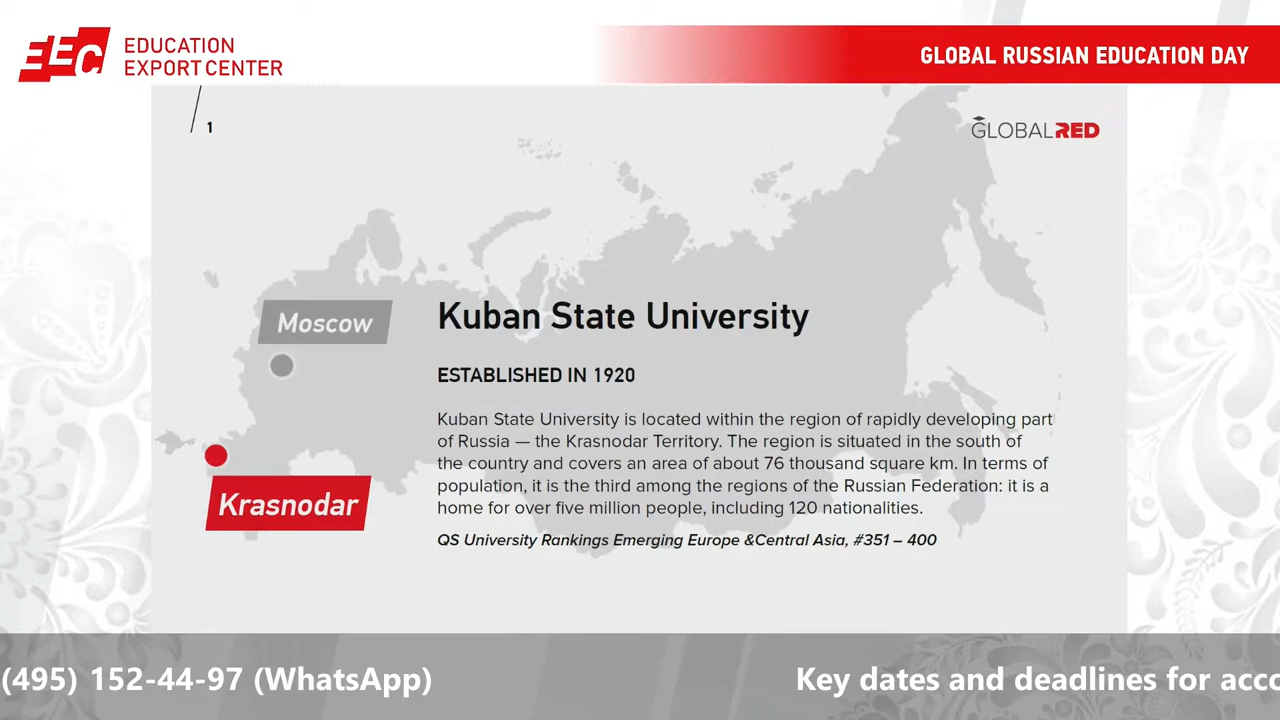 EEC
EDUCATION
EXPORT CENTER
GLOBAL RUSSIAN EDUCATION DAY
1
GLOBALRED
Moscow
Krasnodar
Kuban State University
ESTABLISHED IN 1920
Kuban State University is located within the region of rapidly developing part
of Russia — the Krasnodar Territory. The region is situated in the south of
the country and covers an area of about 76 thousand square km. In terms of
population, it is the third among the regions of the Russian Federation: it is a
home for over five million people, including 120 nationalities.
QS University Rankings Emerging Europe &Central Asia, #351 – 400
(495) 152-44-97 (WhatsApp)
Key dates and deadlines for acco